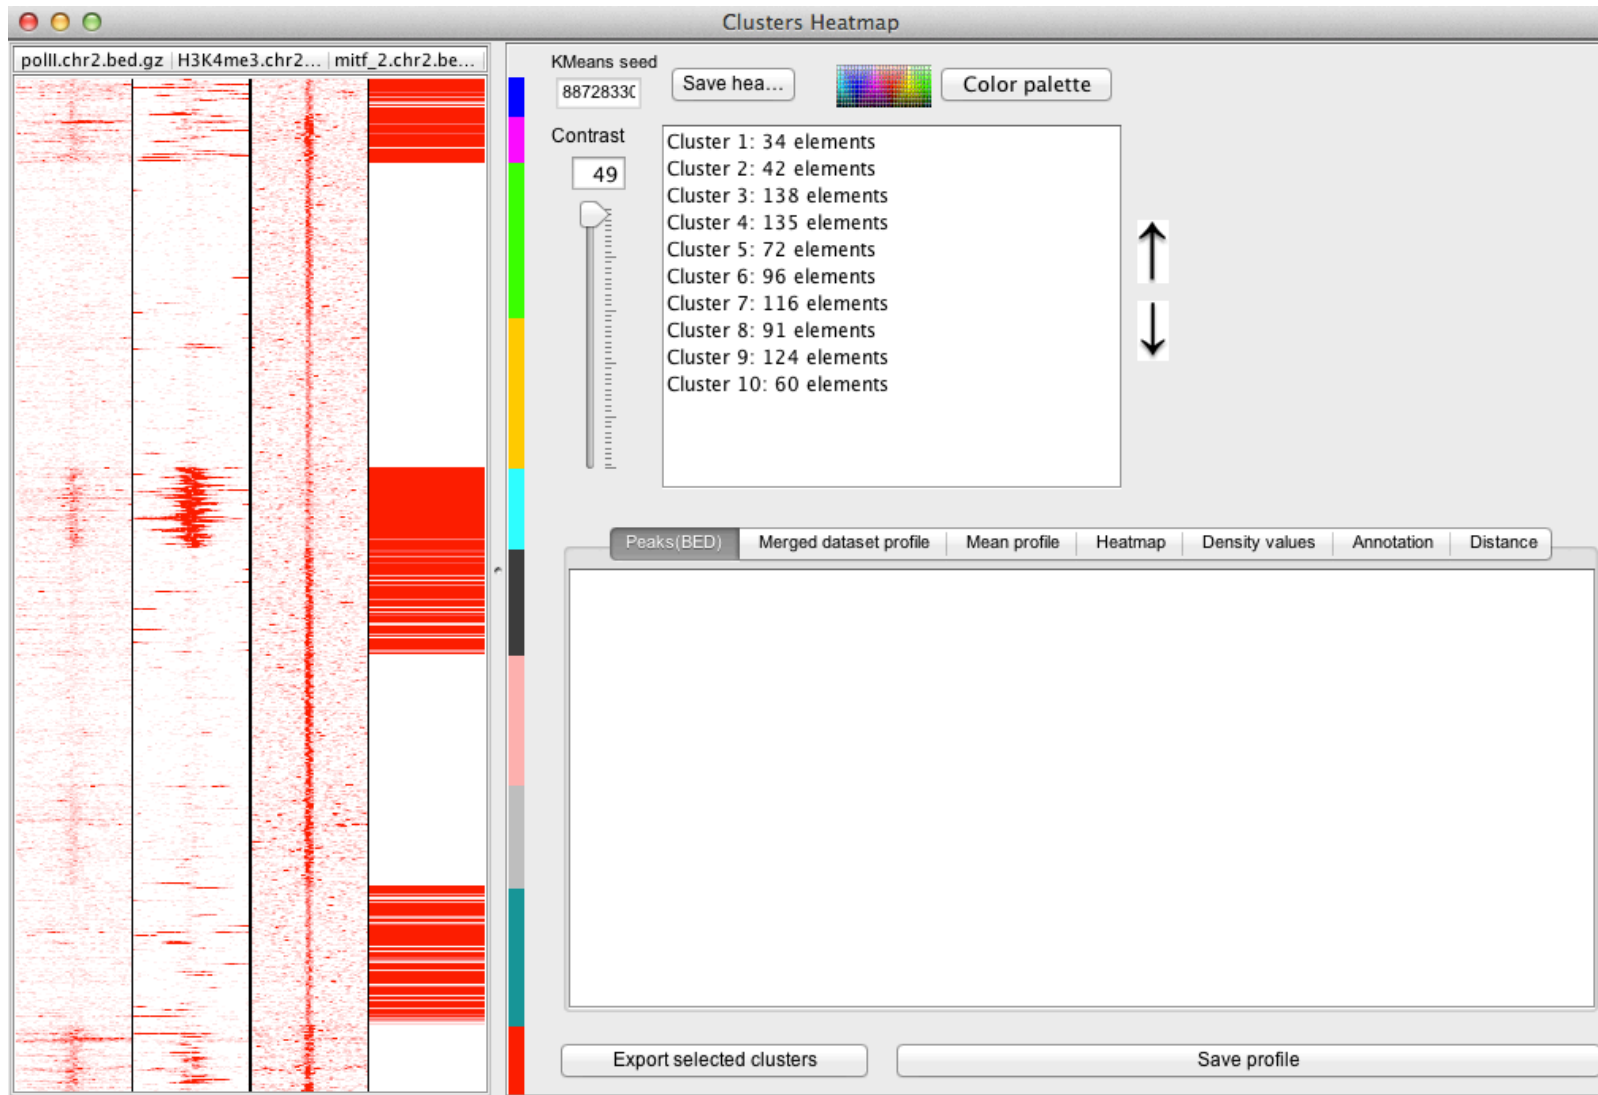 Clusters Heatmap
polII.chr2.bed.gz H3K4me3.chr2... mitf_2.chr2.be...
KMeans seed
88728330
Save hea...
Color palette
Contrast
49
Cluster 1: 34 elements
Cluster 2: 42 elements
Cluster 3: 138 elements
Cluster 4: 135 elements
Cluster 5: 72 elements
Cluster 6: 96 elements
Cluster 7: 116 elements
Cluster 8: 91 elements
Cluster 9: 124 elements
Cluster 10: 60 elements
Peaks(BED) Merged dataset profile Mean profile Heatmap Density values Annotation Distance
Export selected clusters Save profile